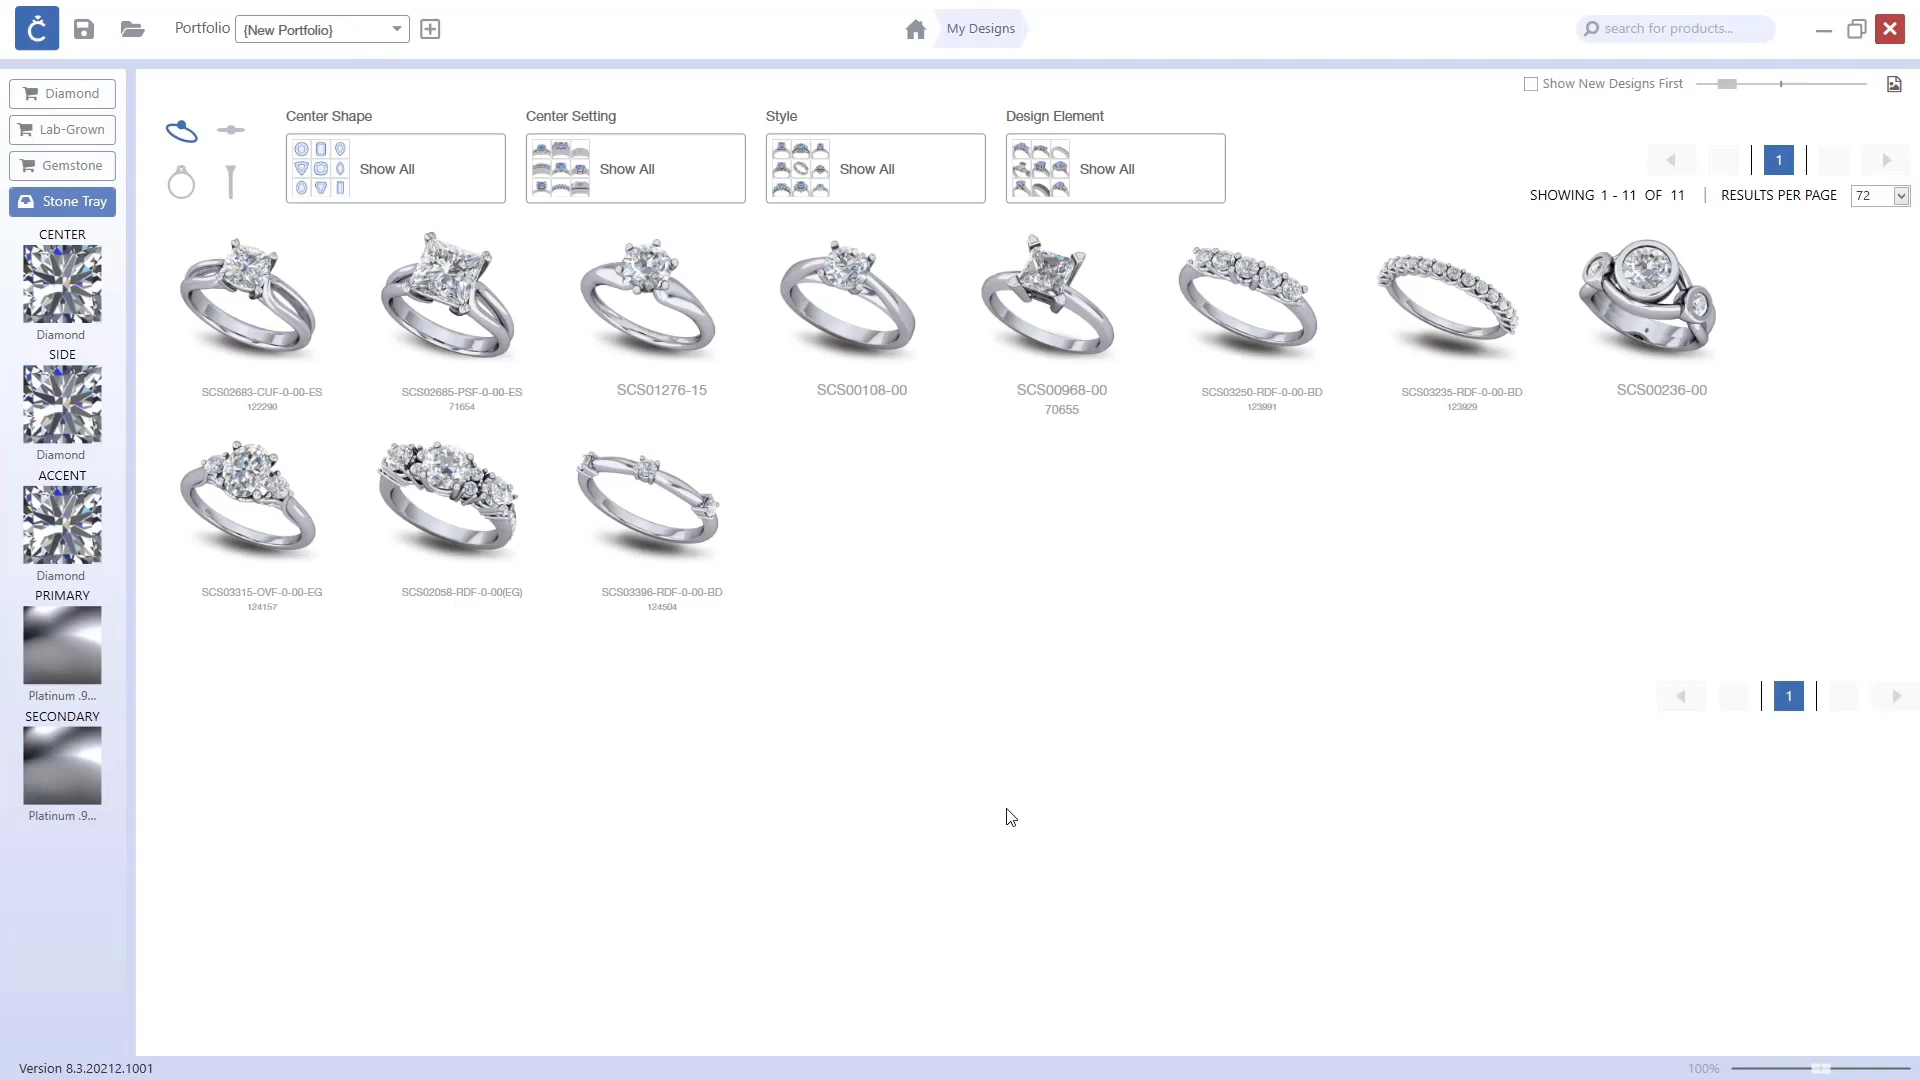 Č
Portfolio {New Portfolio}
My Designs
search for products...
Diamond
Lab-Grown
Gemstone
Stone Tray
CENTER
Diamond
SIDE
Diamond
ACCENT
Diamond
PRIMARY
Platinum .9...
SECONDARY
Platinum .9...
Show New Designs First
Center Shape
Show All
Center Setting
Show All
Style
Show All
Design Element
Show All
1
SHOWING 1 - 11 OF 11 | RESULTS PER PAGE 72
SCS02683-CUF-0-00-ES
122290
SCS02685-PSF-0-00-ES
71654
SCS01276-15
SCS00108-00
SCS00968-00
70655
SCS03250-RDF-0-00-BD
123991
SCS03235-RDF-0-00-BD
123929
SCS00236-00
SCS03315-OVF-0-00-EG
124157
SCS02058-RDF-0-00(EG)
SCS03396-RDF-0-00-BD
124504
1
Version 8.3.20212.1001
100%